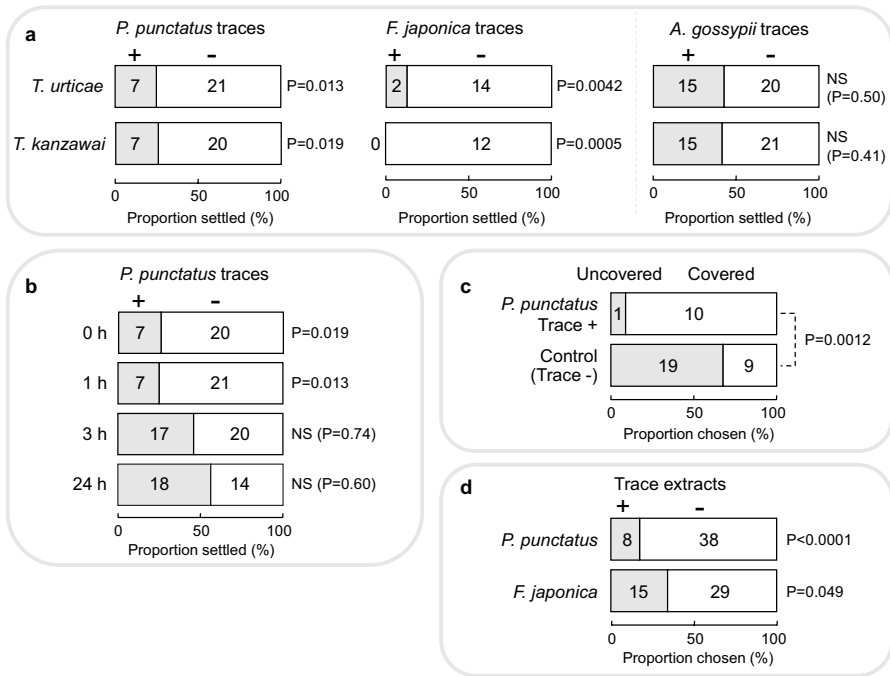 a
P. punctatus traces
+ -
T. urticae 7 21 P=0.013
T. kanzawai 7 20 P=0.019
0 50 100
Proportion settled (%)
F. japonica traces
+ -
2 14 P=0.0042
0 12 P=0.0005
0 50 100
Proportion settled (%)
A. gossypii traces
+ -
15 20 NS
(P=0.50)
15 21 NS
(P=0.41)
0 50 100
Proportion settled (%)
b
P. punctatus traces
+ -
0 h 7 20 P=0.019
1 h 7 21 P=0.013
3 h 17 20 NS (P=0.74)
24 h 18 14 NS (P=0.60)
0 50 100
Proportion settled (%)
c
Uncovered Covered
P. punctatus
Trace + 1 10
Control
(Trace -) 19 9
P=0.0012
0 50 100
Proportion chosen (%)
d
Trace extracts
+ -
P. punctatus 8 38 P<0.0001
F. japonica 15 29 P=0.049
0 50 100
Proportion chosen (%)